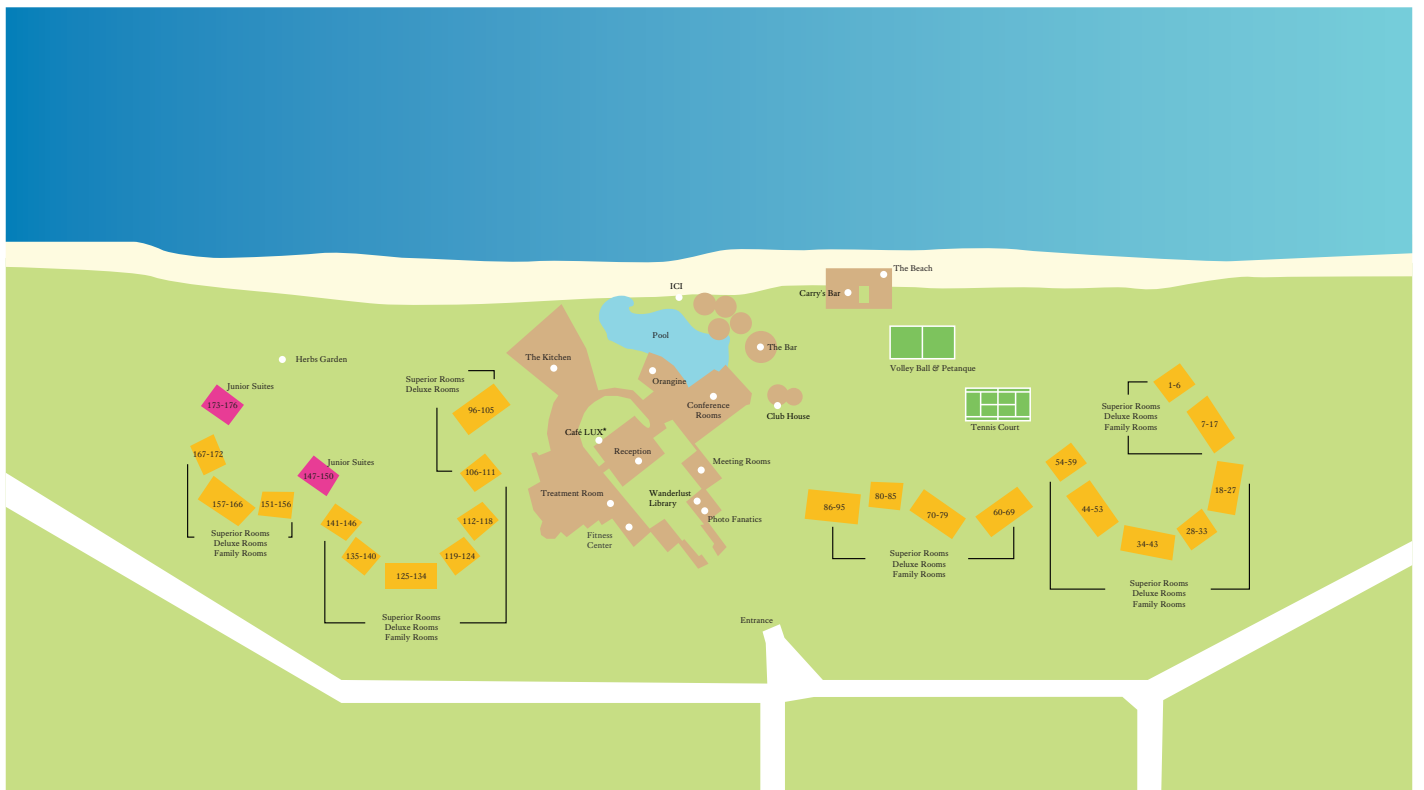 ICI
The Beach
Carry's Bar
Pool
The Bar
The Kitchen
Herbs Garden
Volley Ball & Petanque
Orangine
Superior Rooms
Deluxe Rooms
Junior Suites
173-176
96-105
Conference
Rooms
Club House
Tennis Court
1-6
Superior Rooms
Deluxe Rooms
Family Rooms
7-17
Café LUX*
Reception
167-172
Junior Suites
147-150
106-111
Meeting Rooms
54-59
18-27
Treatment Room
Wanderlust
Library
Photo Fanatics
157-166
151-156
141-146
112-118
86-95
80-85
70-79
60-69
44-53
28-33
34-43
Fitness
Center
Superior Rooms
Deluxe Rooms
Family Rooms
135-140
119-124
125-134
Superior Rooms
Deluxe Rooms
Family Rooms
Superior Rooms
Deluxe Rooms
Family Rooms
Superior Rooms
Deluxe Rooms
Family Rooms
Entrance